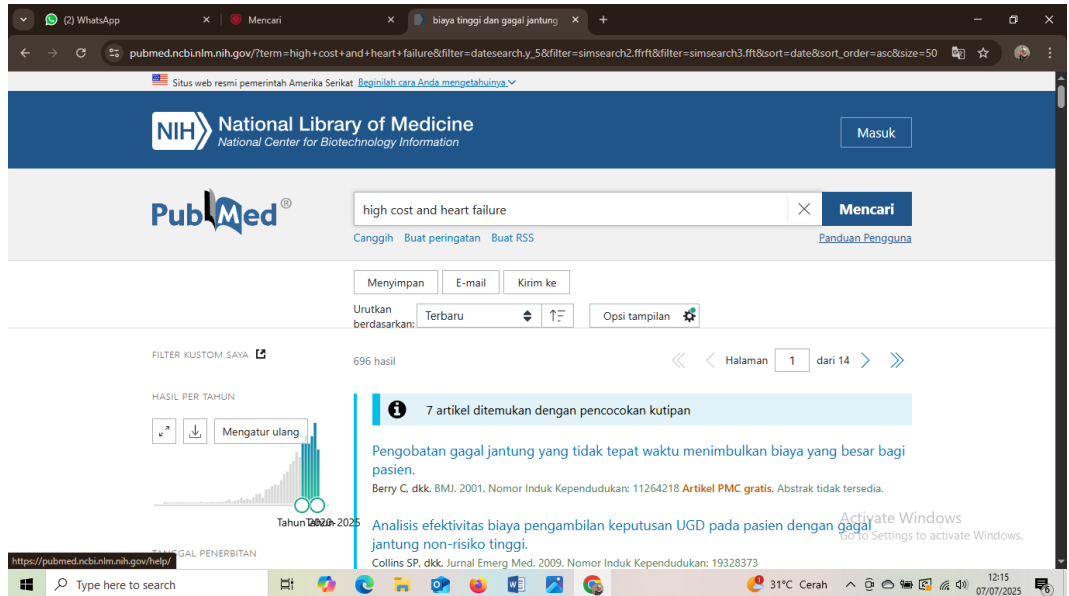 (2) WhatsApp
Mencari
biaya tinggi dan gagal jantung
pubmed.ncbi.nlm.nih.gov/?term=high+cost+and+heart+failure&filter=datesearch.y_5&filter=simsearch2.ffrft&filter=simsearch3.fft&sort=date&sort_order=asc&size=50
Situs web resmi pemerintah Amerika Serikat Beginilah cara Anda mengetahuinya
NIH National Library of Medicine
National Center for Biotechnology Information
Masuk
PubMed®
high cost and heart failure
Mencari
Canggih Buat peringatan Buat RSS
Panduan Pengguna
Menyimpan E-mail Kirim ke
Urutkan
berdasarkan: Terbaru
Opsi tampilan
FILTER KUSTOM SAYA
696 hasil
Halaman 1 dari 14
HASIL PER TAHUN
Mengatur ulang
7 artikel ditemukan dengan pencocokan kutipan
Pengobatan gagal jantung yang tidak tepat waktu menimbulkan biaya yang besar bagi
pasien.
Berry C, dkk. BMJ. 2001. Nomor Induk Kependudukan: 11264218 Artikel PMC gratis. Abstrak tidak tersedia.
Analisis efektivitas biaya pengambilan keputusan UGD pada pasien dengan gagal
jantung non-risiko tinggi.
Collins SP, dkk. Jurnal Emerg Med. 2009. Nomor Induk Kependudukan: 19328373
Activate Windows
Go to Settings to activate Windows.
https://pubmed.ncbi.nlm.nih.gov/help/
Type here to search
31°C Cerah
12:15
07/07/2025